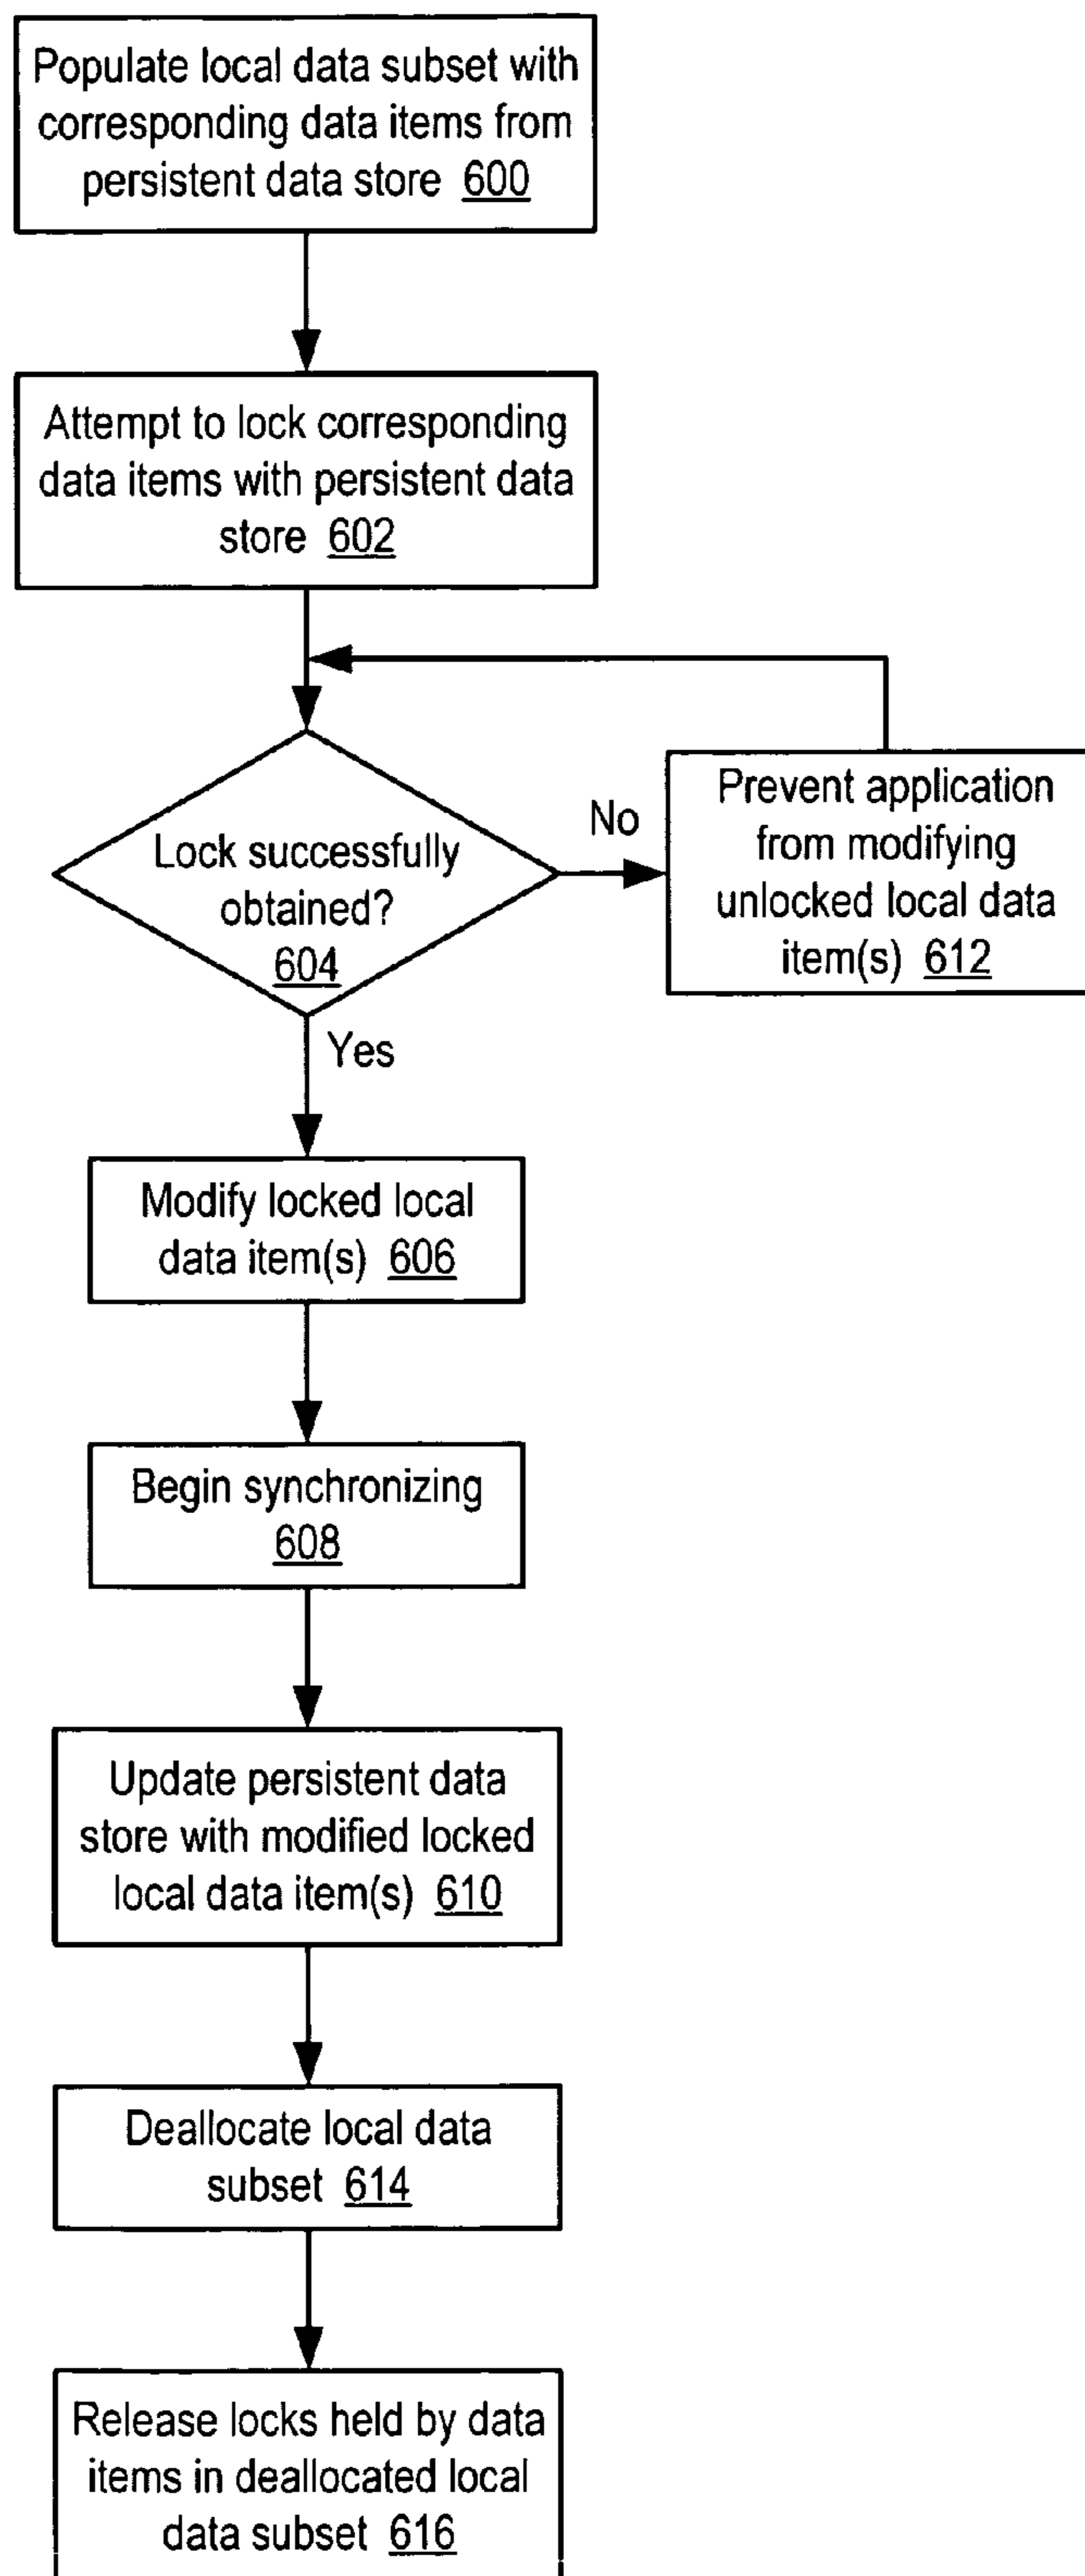 Populate local data subset with
corresponding data items from
persistent data store 600
Attempt to lock corresponding
data items with persistent data
store 602
Lock successfully
obtained?
604
No
Prevent application
from modifying
unlocked local data
item(s) 612
Yes
Modify locked local
data item(s) 606
Begin synchronizing
608
Update persistent data
store with modified locked
local data item(s) 610
Deallocate local data
subset 614
Release locks held by data
items in deallocated local
data subset 616